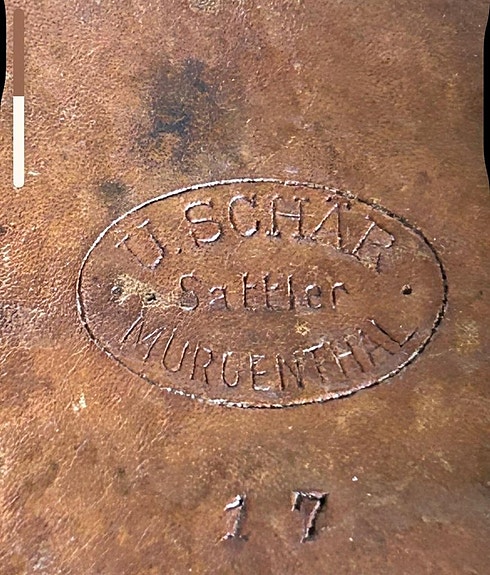 U. SCHÄR
Sattler
MURGENTHAL
17